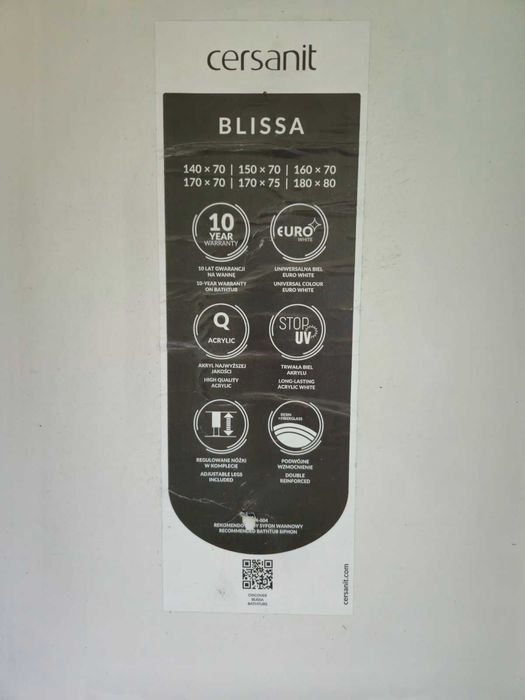 cersanit
BLISSA
140 × 70 | 150 × 70 | 160 × 70
170 × 70 | 170 × 75 | 180 × 80
10
YEAR
WARRANTY
10 LAT GWARANCJI
NA WANNĘ
10-YEAR WARRANTY
ON BATHTUB
EURO
WHITE
UNIWERSALNA BIEL
EURO WHITE
UNIVERSAL COLOUR
EURO WHITE
Q
ACRYLIC
AKRYL NAJWYŻSZEJ
JAKOŚCI
HIGH QUALITY
ACRYLIC
STOP
UV
TRWAŁA BIEL
AKRYLU
LONG-LASTING
ACRYLIC WHITE
REGULOWANE NÓŻKI
W KOMPLECIE
ADJUSTABLE LEGS
INCLUDED
RESIN
+FIBERGLASS
PODWÓJNE
WZMOCNIENIE
DOUBLE
REINFORCED
-004
SYFON WANNOWY
RECOMMENDED BATHTUB SIPHON
DISCOVER
BLISSA
BATHTUBS
cersanit.com